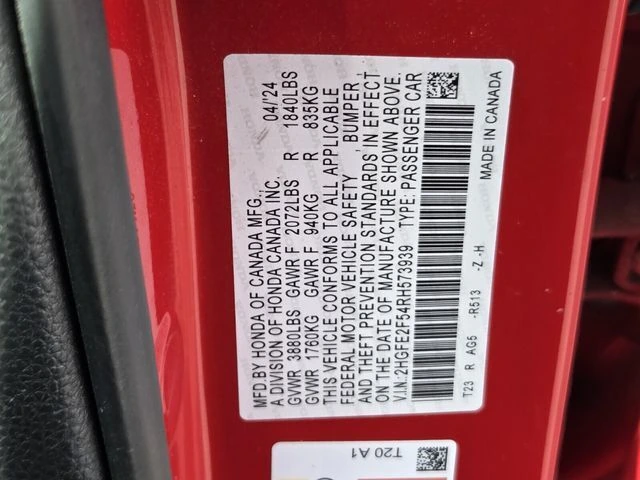 MFD.BY HONDA OF CANADA MFG., 04/'24
A DIVISION OF HONDA CANADA INC.
GVWR 3880LBS GAWR F 2072LBS R 1840LBS
GVWR 1760KG GAWR F 940KG R 835KG
THIS VEHICLE CONFORMS TO ALL APPLICABLE
FEDERAL MOTOR VEHICLE SAFETY , BUMPER ,
AND THEFT PREVENTION STANDARDS IN EFFECT
ON THE DATE OF MANUFACTURE SHOWN ABOVE.
V.I.N.:2HGFE2F54RH573939 TYPE: PASSENGER CAR
T23 R AG5 -R513 -Z -H MADE IN CANADA
T20 A1